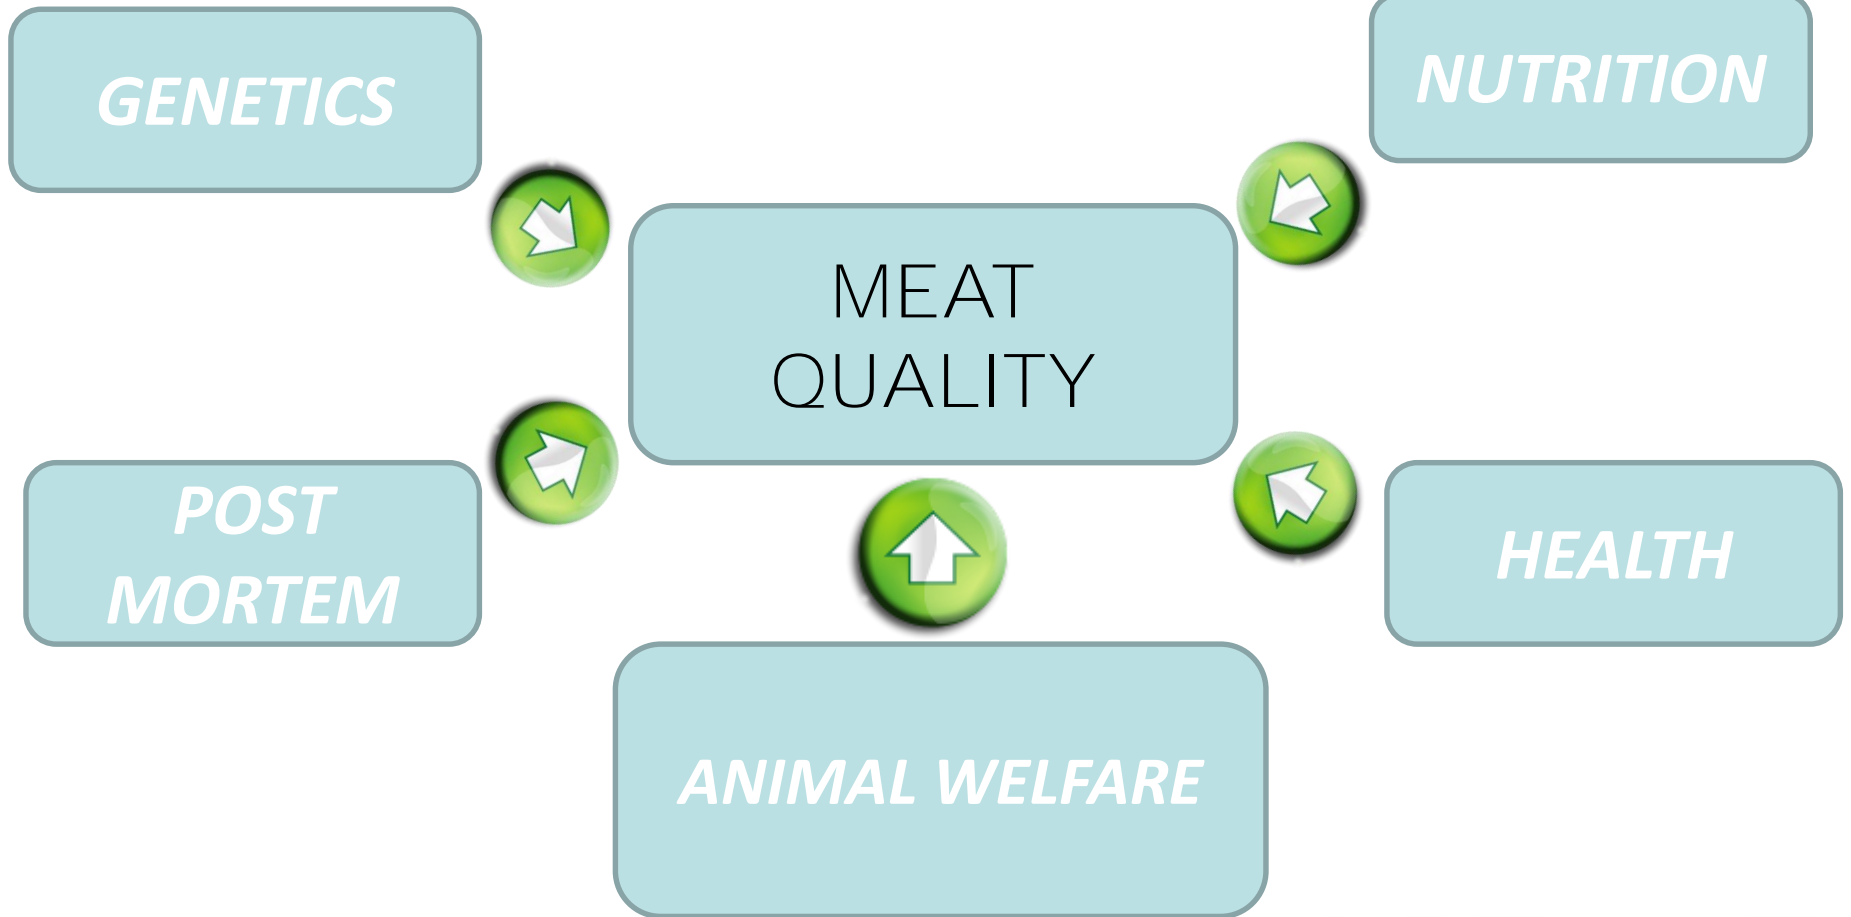 GENETICS
NUTRITION
MEAT
QUALITY
POST
MORTEM
HEALTH
ANIMAL WELFARE